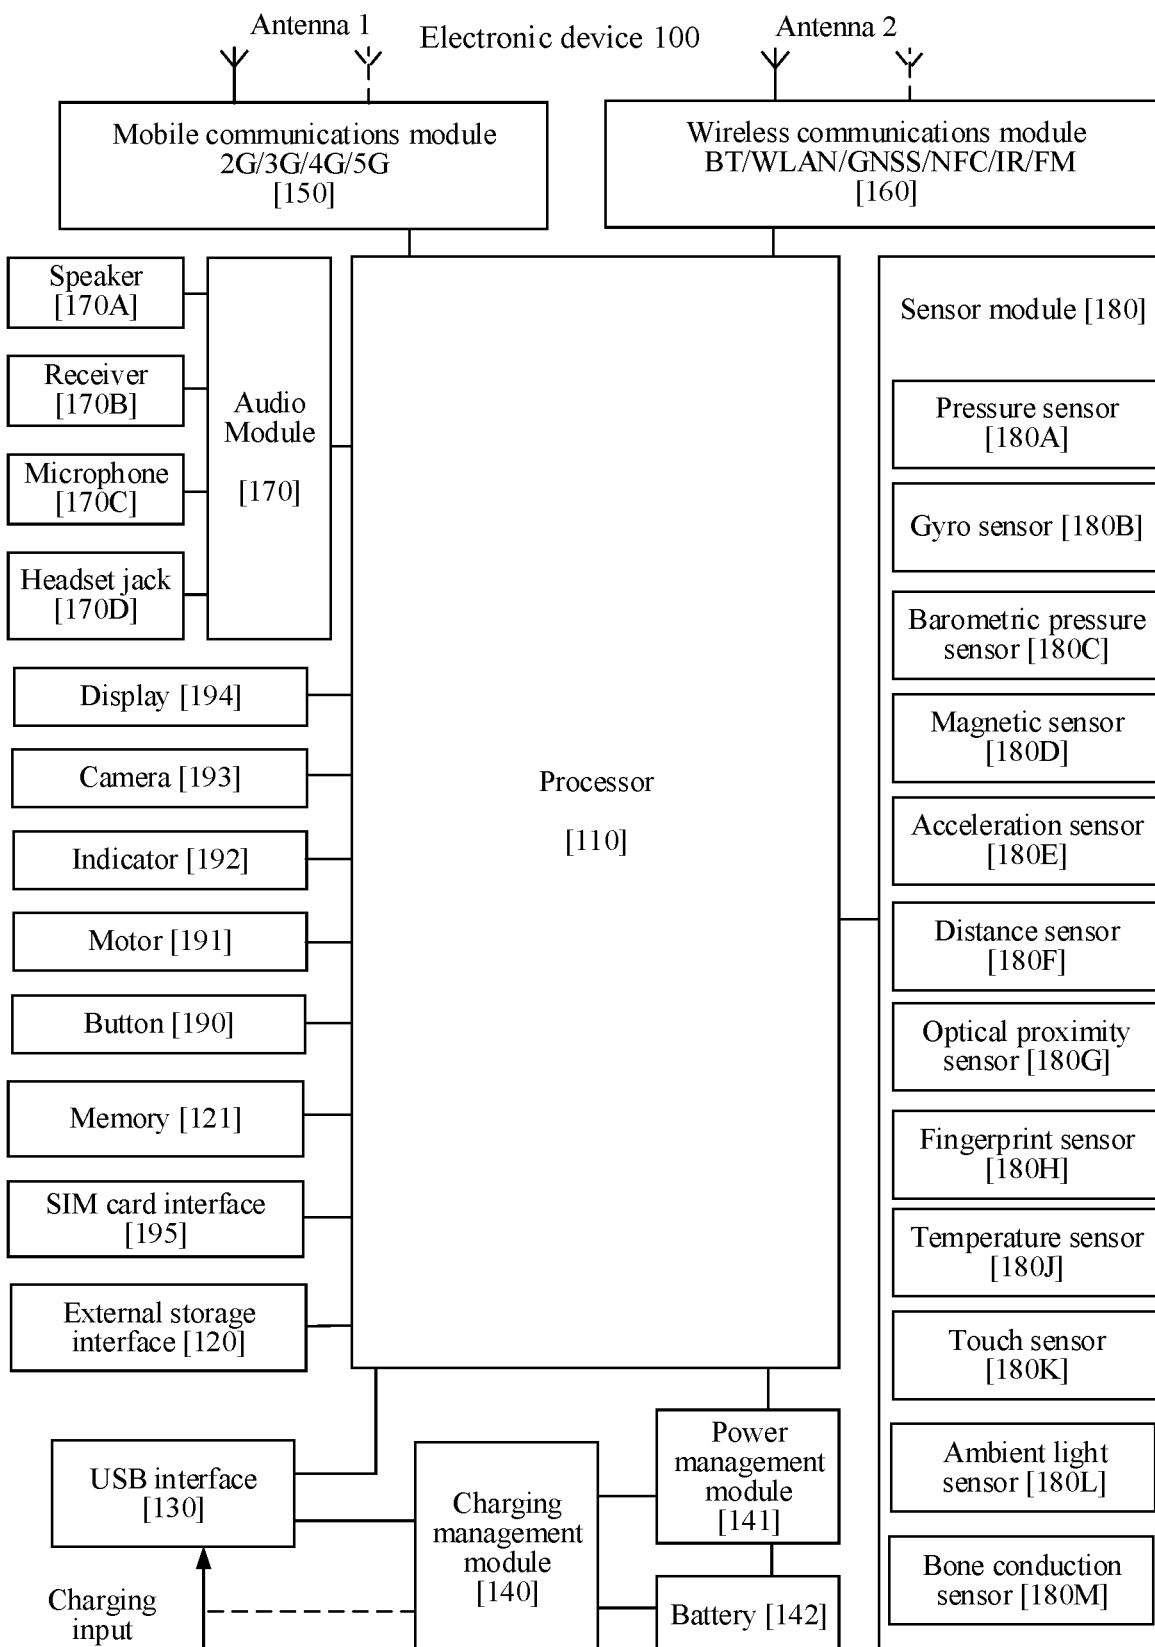 Antenna 1
Electronic device 100
Antenna 2
Mobile communications module
2G/3G/4G/5G
[150]
Wireless communications module
BT/WLAN/GNSS/NFC/IR/FM
[160]
Speaker
[170A]
Receiver
[170B]
Microphone
[170C]
Headset jack
[170D]
Audio
Module
[170]
Display [194]
Camera [193]
Indicator [192]
Motor [191]
Button [190]
Memory [121]
SIM card interface
[195]
External storage
interface [120]
Processor
[110]
Sensor module [180]
Pressure sensor
[180A]
Gyro sensor [180B]
Barometric pressure
sensor [180C]
Magnetic sensor
[180D]
Acceleration sensor
[180E]
Distance sensor
[180F]
Optical proximity
sensor [180G]
Fingerprint sensor
[180H]
Temperature sensor
[180J]
Touch sensor
[180K]
Ambient light
sensor [180L]
Bone conduction
sensor [180M]
USB interface
[130]
Charging
management
module
[140]
Power
management
module
[141]
Battery [142]
Charging
input